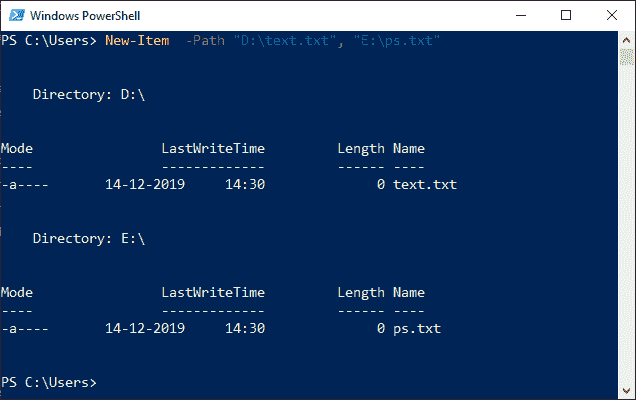 Windows PowerShell
PS C:\Users> New-Item  -Path "D:\text.txt", "E:\ps.txt"
    Directory: D:\
Mode                LastWriteTime         Length Name
----                -------------         ------ ----
-a----       14-12-2019     14:30              0 text.txt
    Directory: E:\
Mode                LastWriteTime         Length Name
----                -------------         ------ ----
-a----       14-12-2019     14:30              0 ps.txt
PS C:\Users>